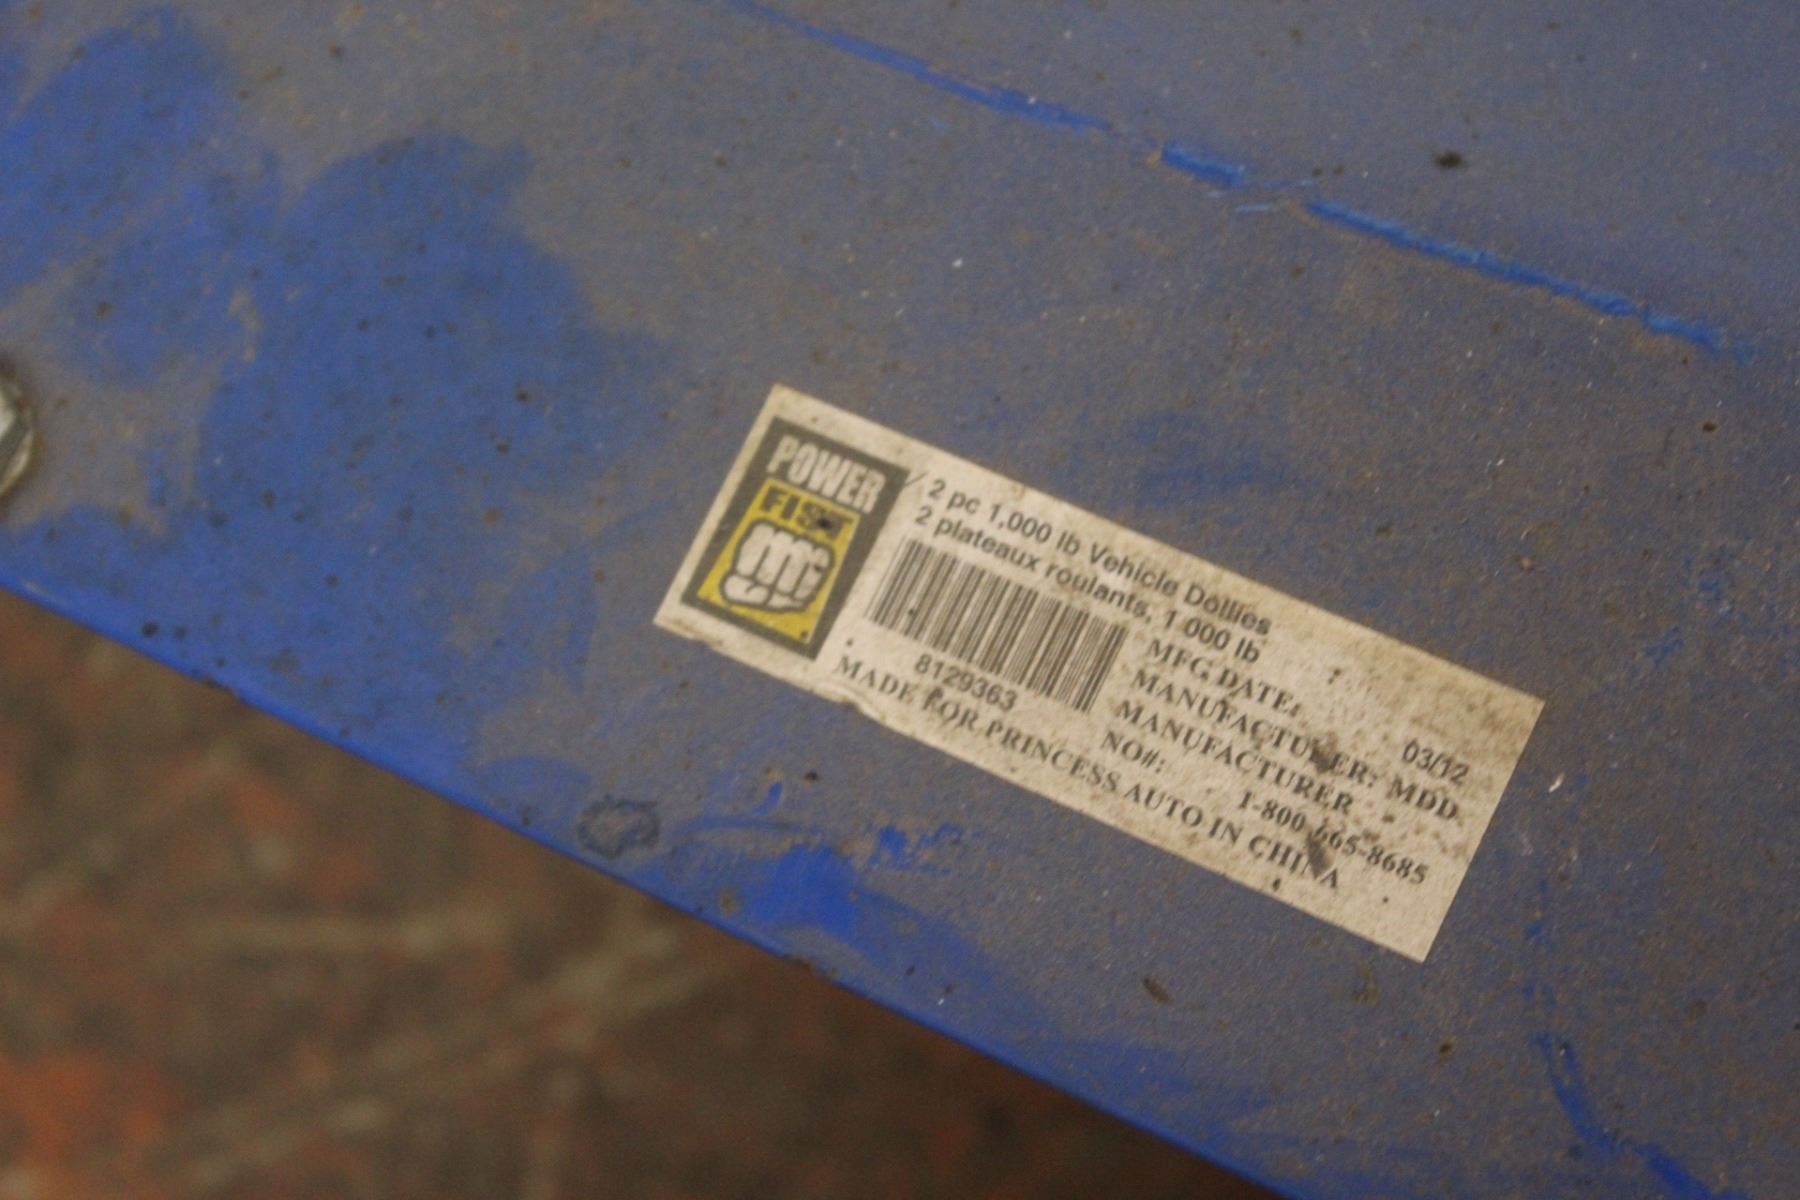 POWER
FIST
2 pc 1,000 lb Vehicle Dollies
2 plateaux roulants, 1 000 lb
8129363
MFG DATE: 03/12
MANUFACTURER: MDD
MANUFACTURER
NO#: 1-800-665-8685
MADE FOR PRINCESS AUTO IN CHINA